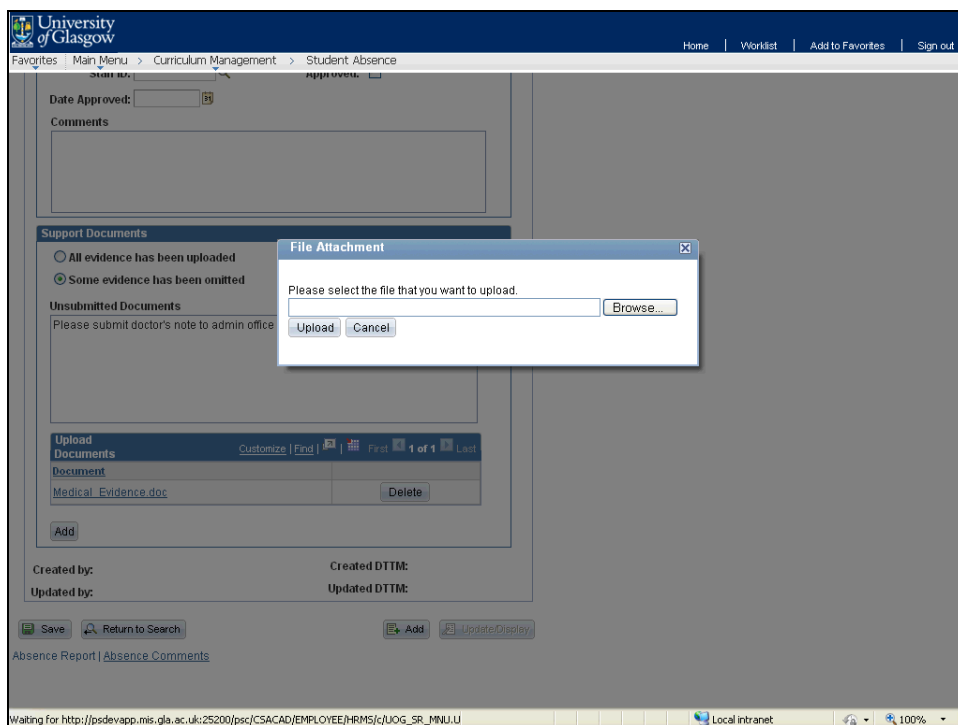 University
of Glasgow
Home | Worklist | Add to Favorites | Sign out
Favorites | Main Menu > Curriculum Management > Student Absence
Staff ID: Approved:
Date Approved: 31
Comments
Support Documents
File Attachment
All evidence has been uploaded
Some evidence has been omitted
Please select the file that you want to upload.
Browse...
Unsubmitted Documents
Please submit doctor's note to admin office
Upload Cancel
Upload
Documents
Customize | Find | | First 1 of 1 Last
Document
Medical_Evidence.doc Delete
Add
Created by: Created DTTM:
Updated by: Updated DTTM:
Save Return to Search Add Update/Display
Absence Report | Absence Comments
Waiting for http://psdevapp.mis.gla.ac.uk:25200/psc/CSACAD/EMPLOYEE/HRMS/c/UOG_SR_MNU.U Local intranet 100%